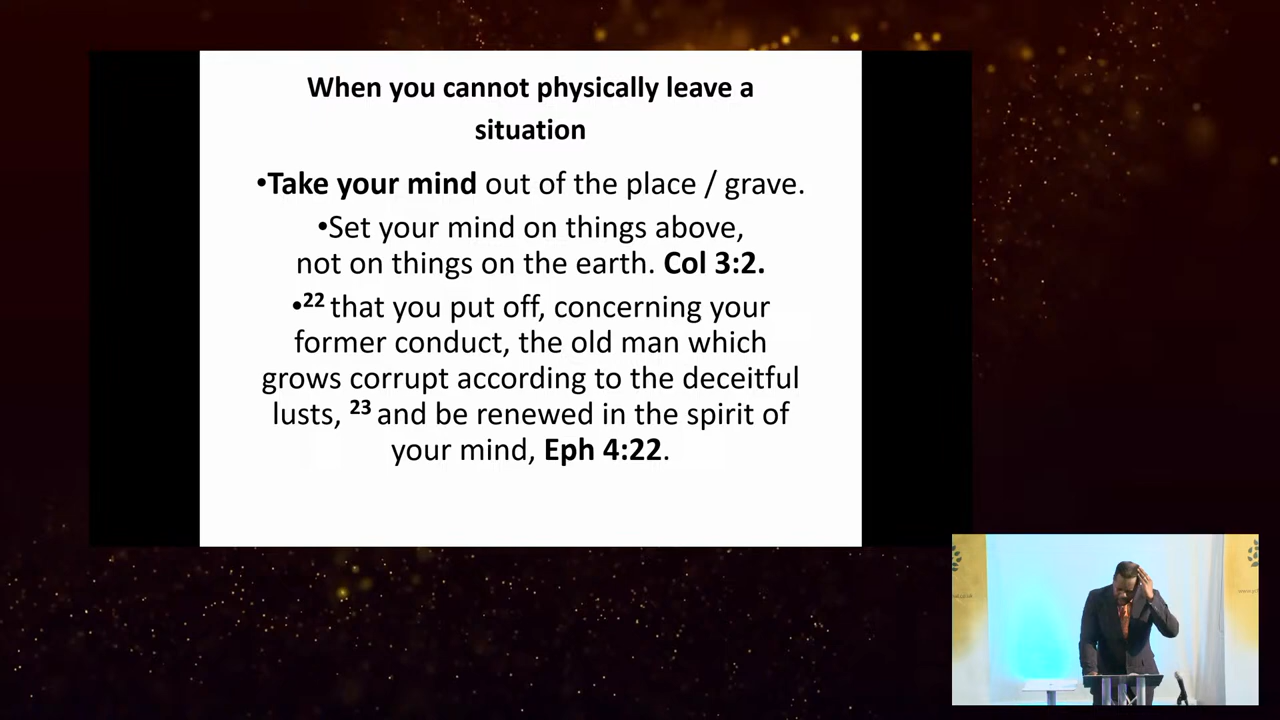 When you cannot physically leave a
situation
•Take your mind out of the place / grave.
•Set your mind on things above,
not on things on the earth. Col 3:2.
•22 that you put off, concerning your
former conduct, the old man which
grows corrupt according to the deceitful
lusts, 23 and be renewed in the spirit of
your mind, Eph 4:22.